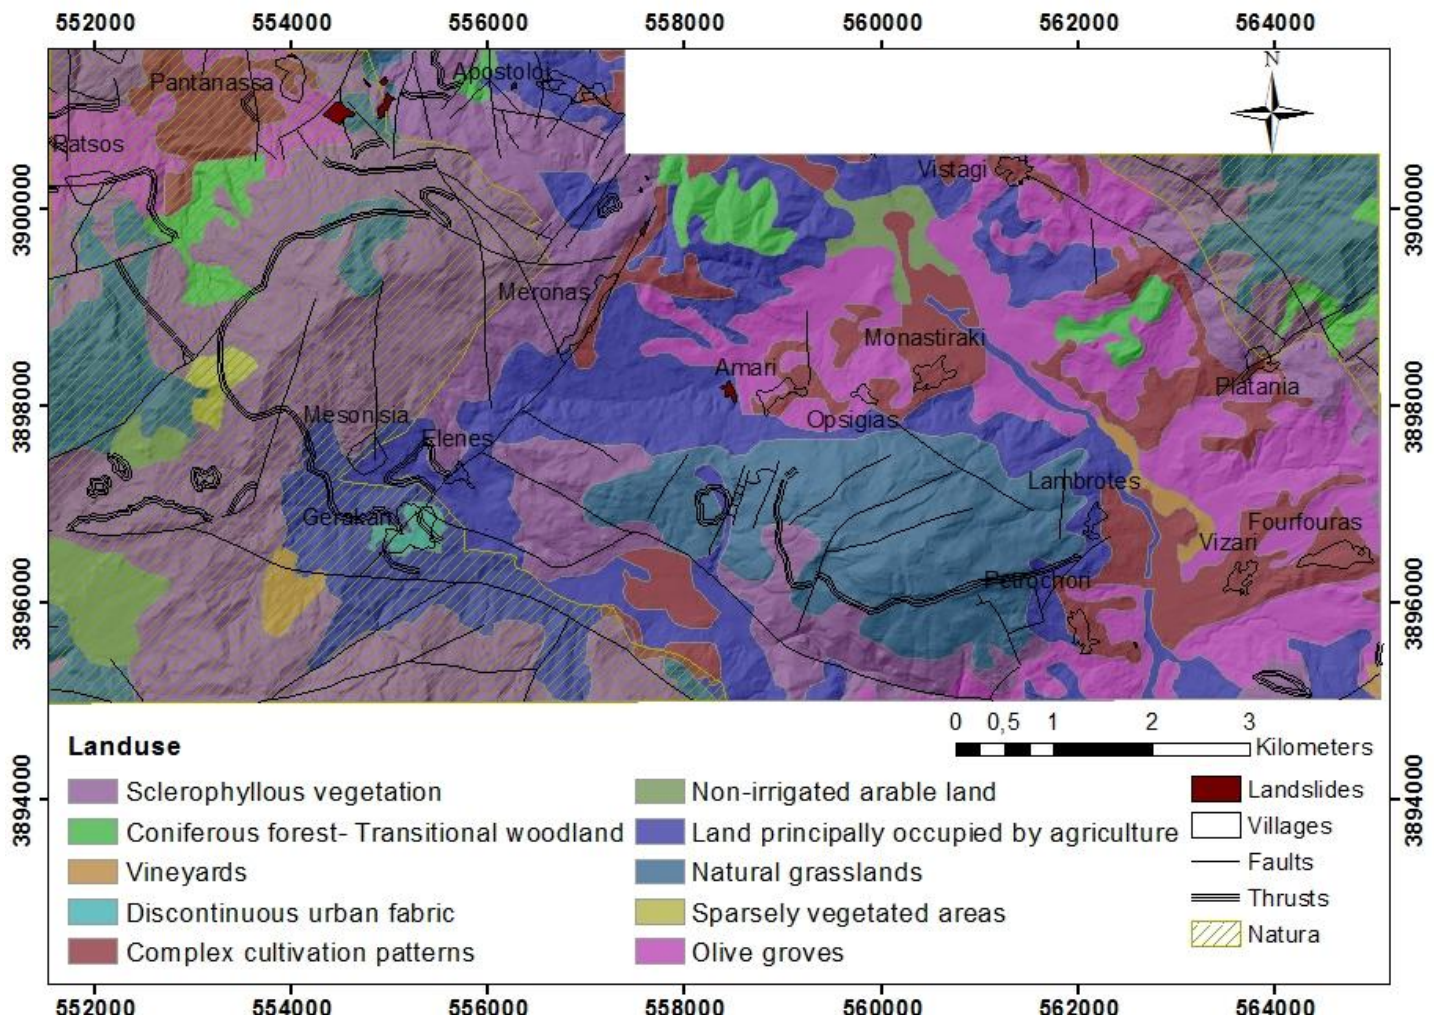 552000 554000 556000 558000 560000 562000 564000
N
Apostoloi
Pantanassa
Patsos
Vistagi
3900000 3900000
Meronas
Monastiraki
Amari
Platania
3898000 3898000
Mesonisia
Opsigias
Elenes
Lambrotes
Gerakari
Fourfouras
Vizari
Petrochori
3896000 3896000
0 0,5 1 2 3
Kilometers
Landuse
Sclerophyllous vegetation
Coniferous forest- Transitional woodland
Vineyards
Discontinuous urban fabric
Complex cultivation patterns
Non-irrigated arable land
Land principally occupied by agriculture
Natural grasslands
Sparsely vegetated areas
Olive groves
Landslides
Villages
Faults
Thrusts
Natura
3894000 3894000
552000 554000 556000 558000 560000 562000 564000